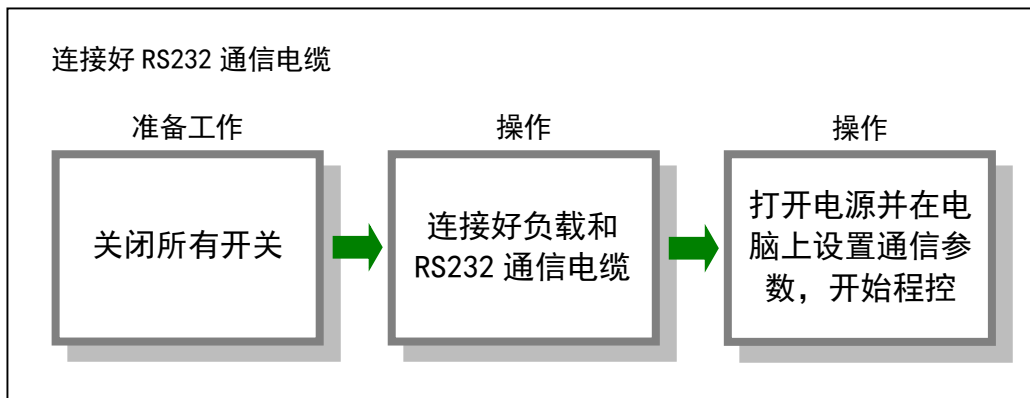 连接好 RS232 通信电缆
准备工作
操作
操作
关闭所有开关
连接好负载和
RS232 通信电缆
打开电源并在电
脑上设置通信参
数，开始程控